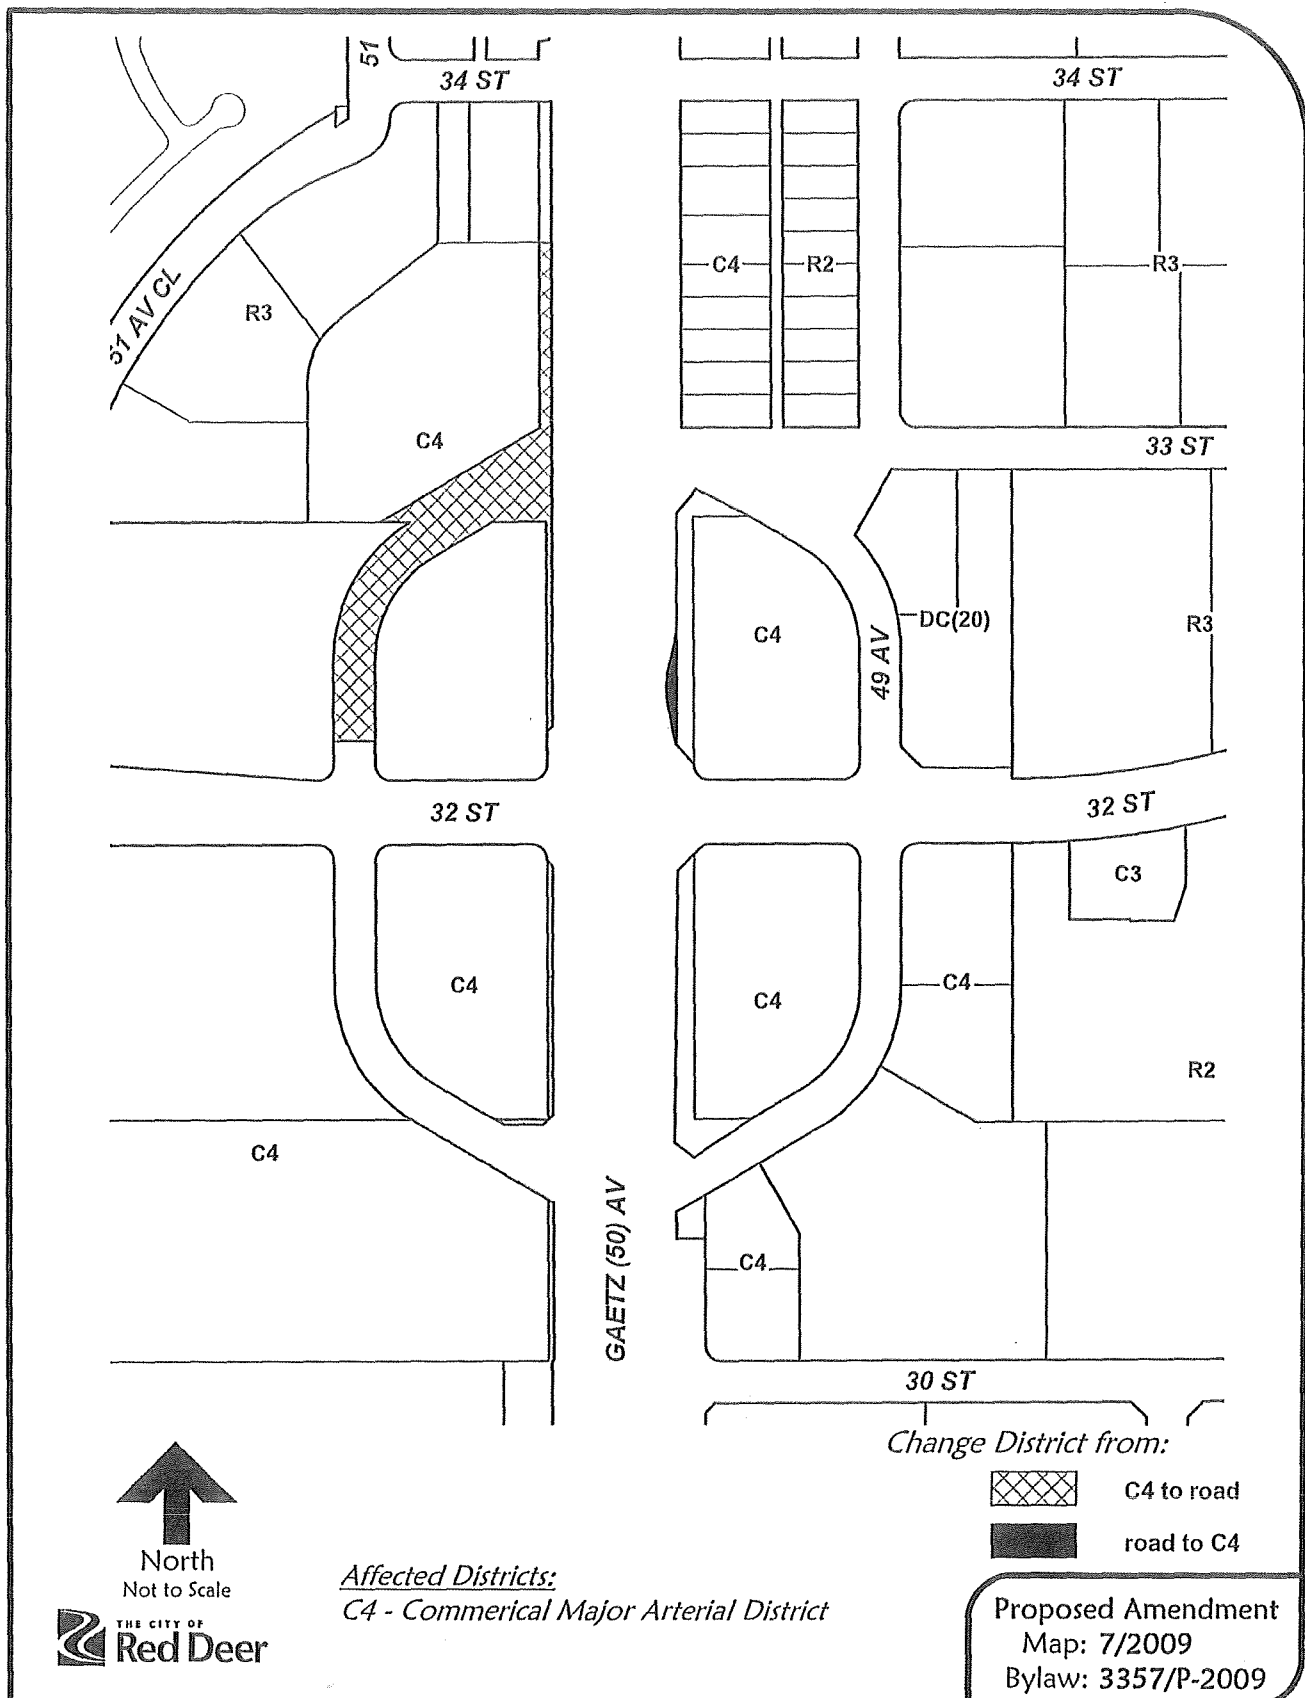 51
34 ST
34 ST
C4
R2
R3
51 AV CL
R3
C4
33 ST
C4
DC(20)
R3
49 AV
32 ST
32 ST
C3
C4
C4
C4
R2
C4
GAETZ (50) AV
C4
30 ST
Change District from:
C4 to road
road to C4
North
Not to Scale
THE CITY OF
Red Deer
Affected Districts:
C4 - Commerical Major Arterial District
Proposed Amendment
Map: 7/2009
Bylaw: 3357/P-2009